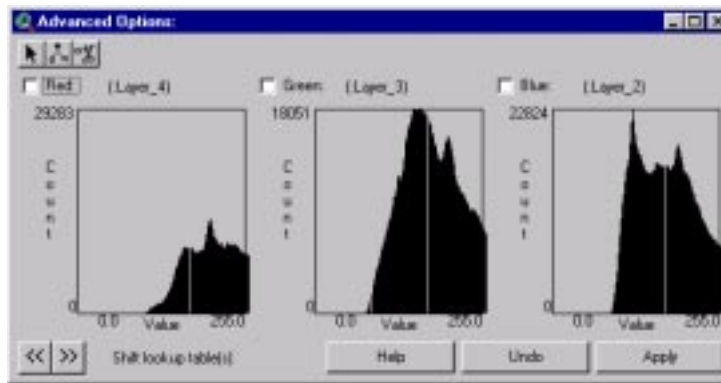 Advanced Options:
Red: (:Layer_4) Green: (:Layer_3) Blue: (:Layer_2)
29283 18051 22824
Count Count Count
0 0 0
0.0 Value 255.0 0.0 Value 255.0 0.0 Value 255.0
<< >> Shift lookup table(s) Help Undo Apply